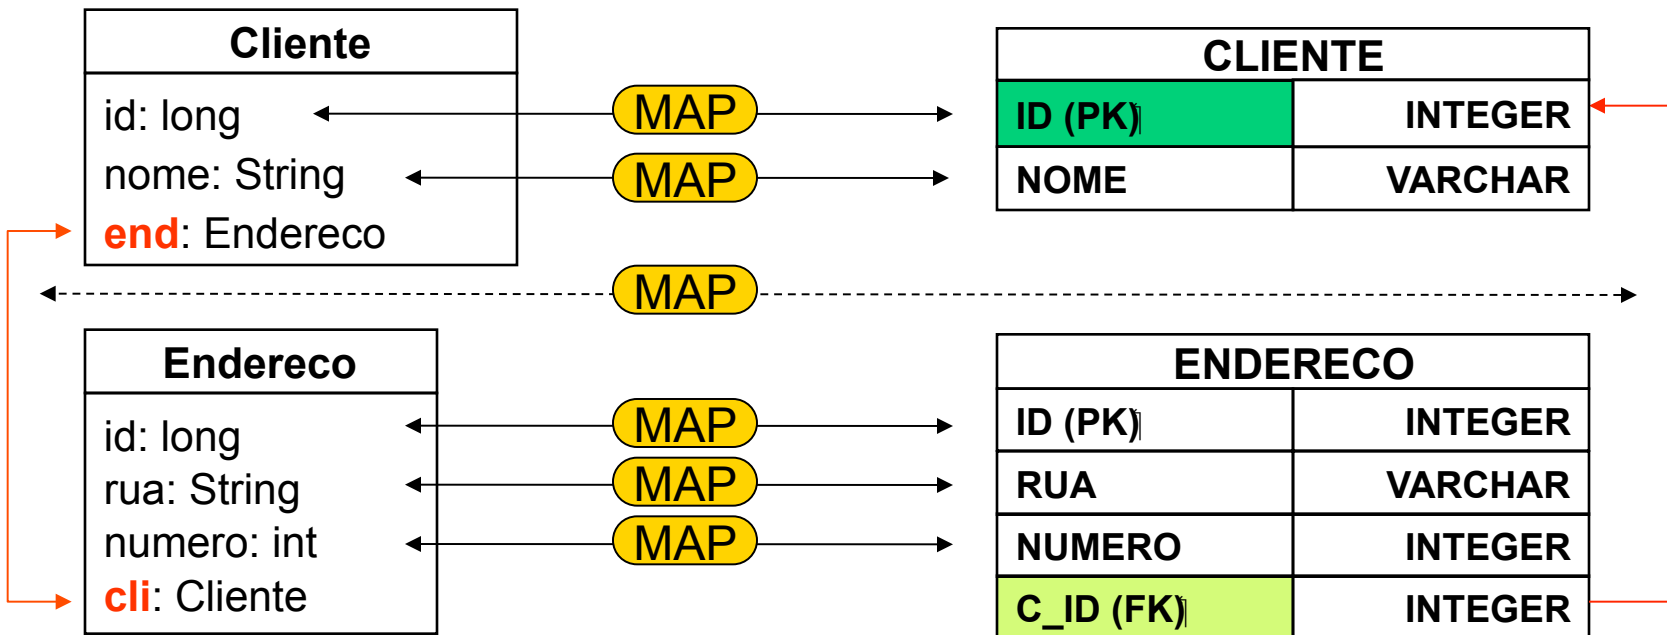 Cliente
id: long
nome: String
end: Endereco
MAP
MAP
CLIENTE
ID (PK) INTEGER
NOME VARCHAR
MAP
Endereco
id: long
rua: String
numero: int
cli: Cliente
MAP
MAP
MAP
ENDERECO
ID (PK) INTEGER
RUA VARCHAR
NUMERO INTEGER
C_ID (FK) INTEGER